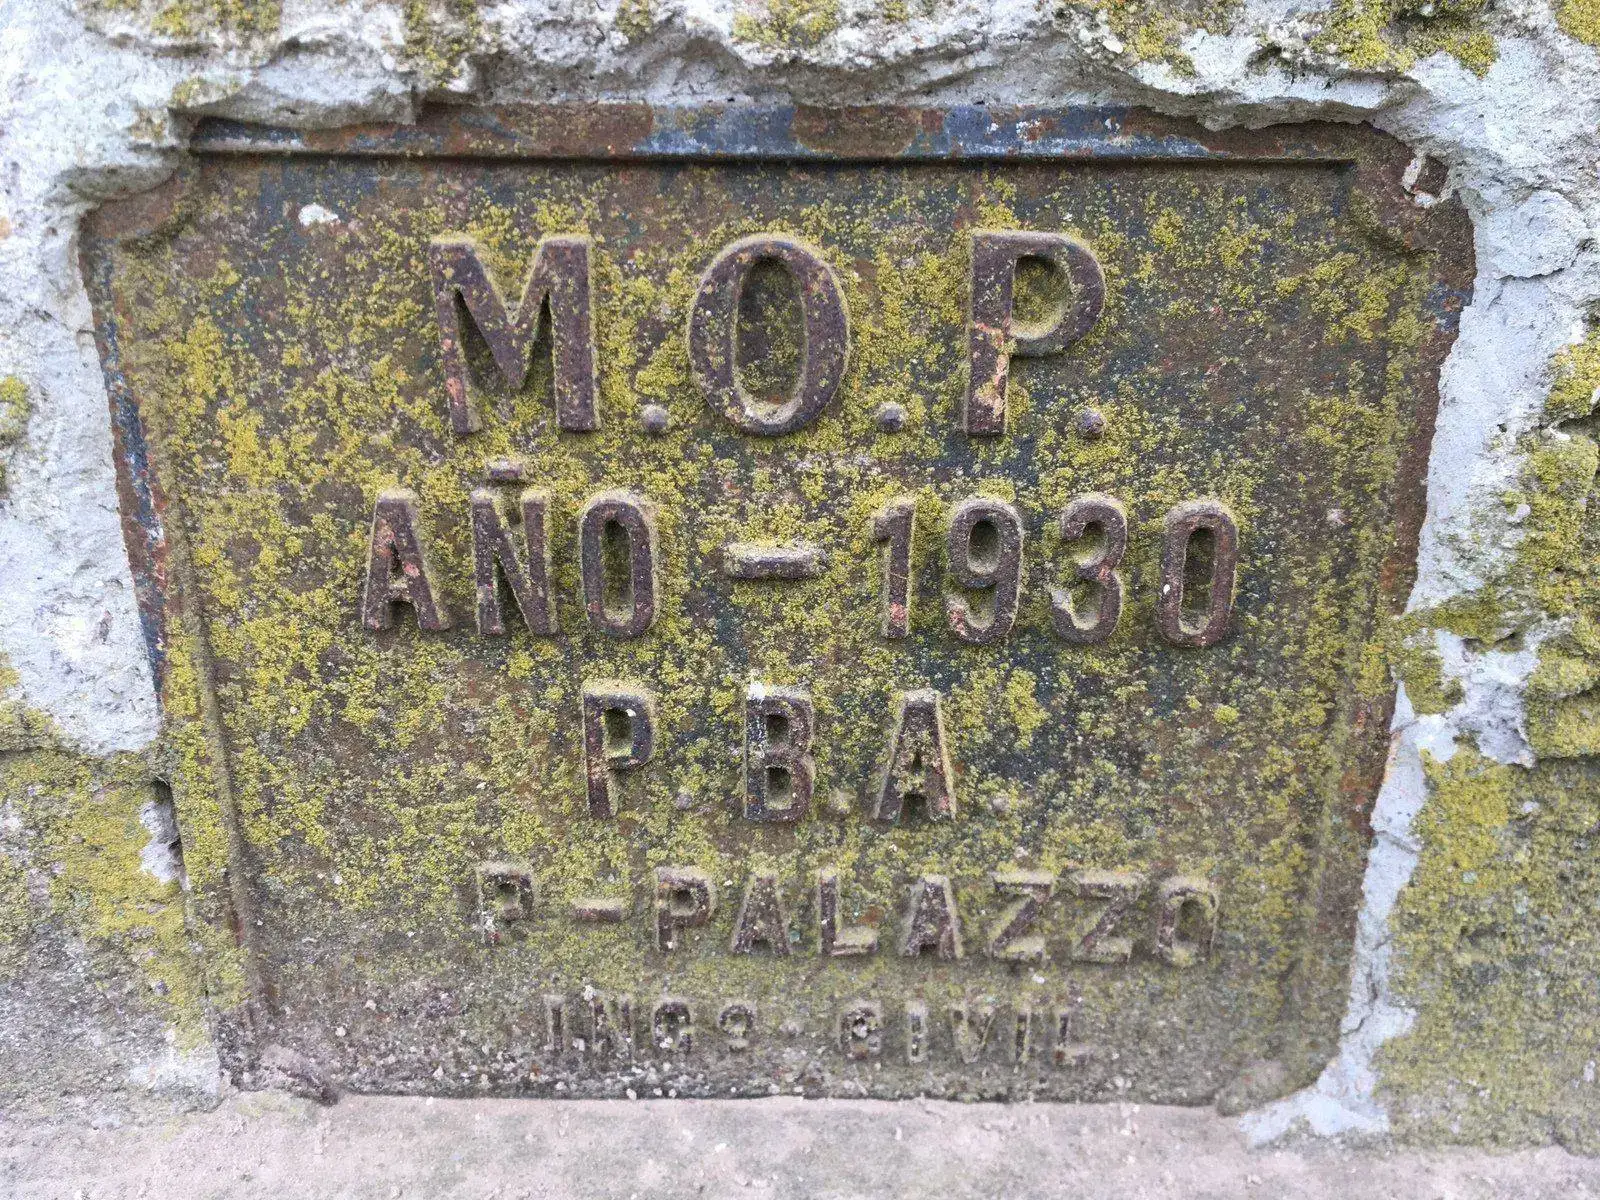 M.O.P.
AÑO - 1930
P.B.A.
P - PALAZZO
INGº CIVIL